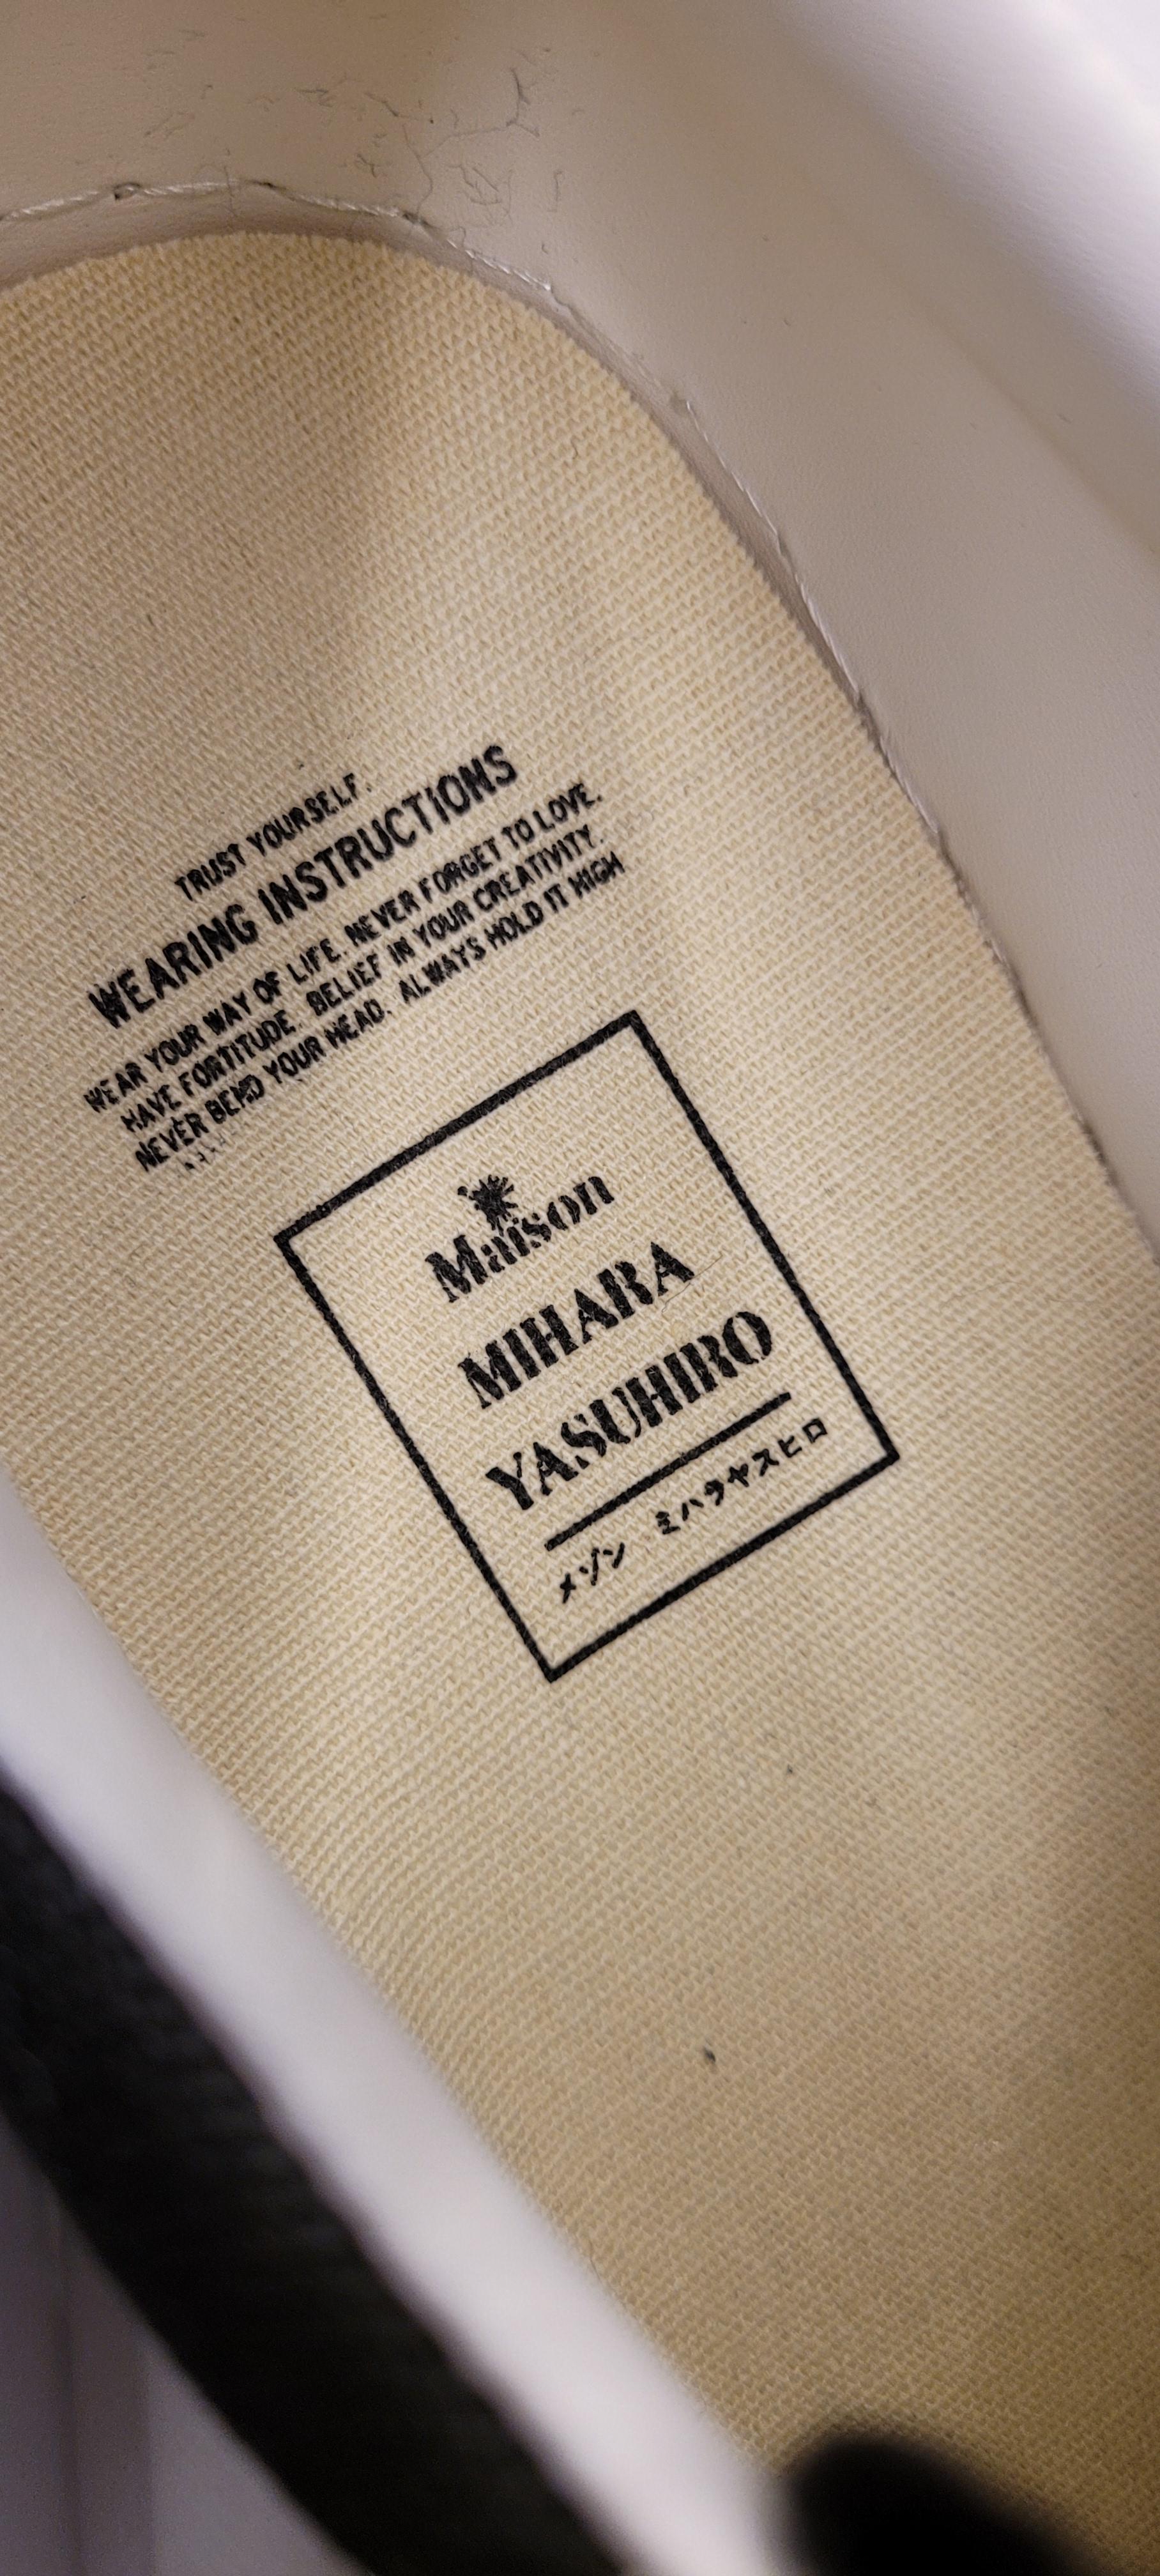 TRUST YOURSELF.
WEARING INSTRUCTIONS
WEAR YOUR WAY OF LIFE. NEVER FORGET TO LOVE.
HAVE FORTITUDE. BELIEF IN YOUR CREATIVITY.
NEVER BEND YOUR HEAD. ALWAYS HOLD IT HIGH
Maison
MIHARA
YASUHIRO
メゾン ミハラヤスヒロ